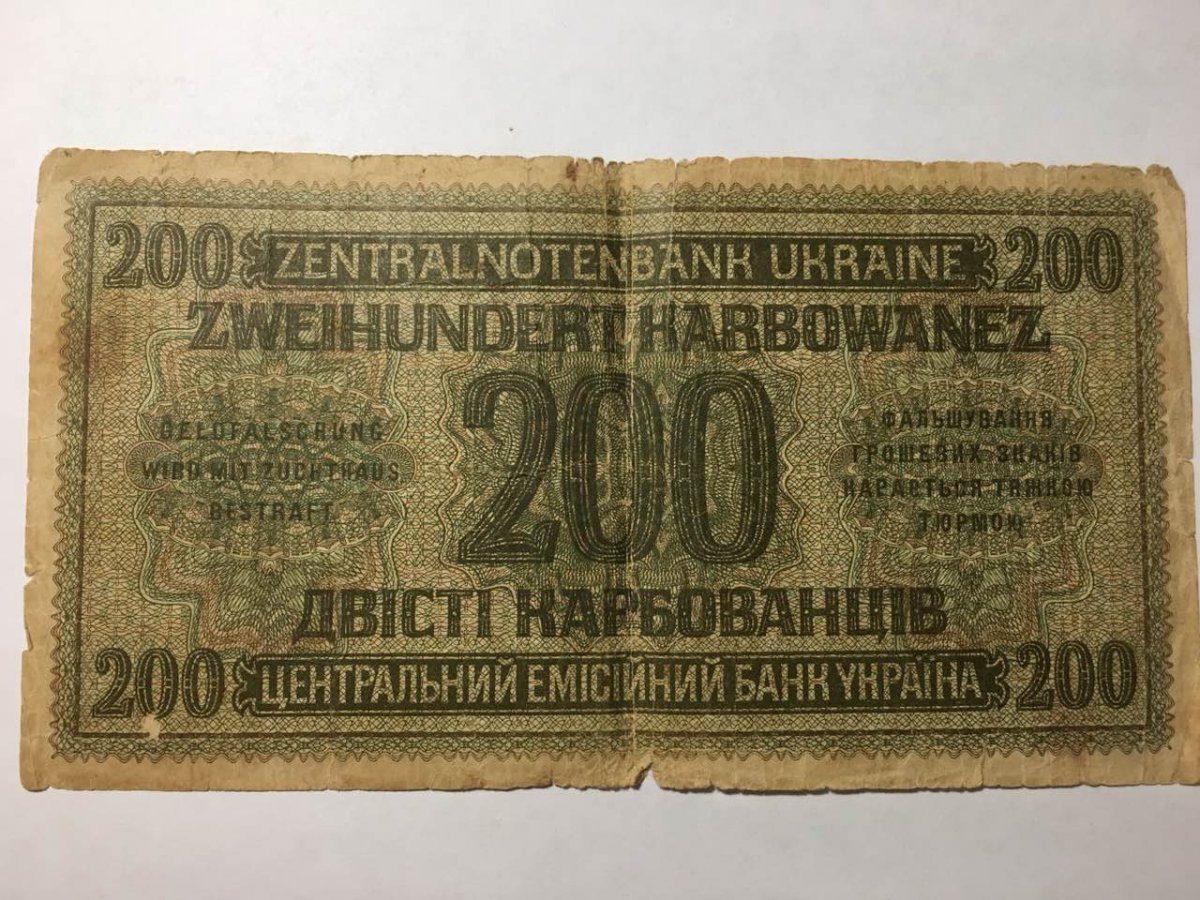 200 ZENTRALNOTENBANK UKRAINE 200
ZWEIHUNDERT KARBOWANEZ
200
GELDFÄLSCHUNG
WIRD MIT ZUCHTHAUS
BESTRAFT
ФАЛЬШУВАННЯ
ГРОШЕВИХ ЗНАКІВ
КАРАЄТЬСЯ ТЯЖКОЮ
ТЮРМОЮ
ДВІСТІ КАРБОВАНЦІВ
200 ЦЕНТРАЛЬНИЙ ЕМІСІЙНИЙ БАНК УКРАЇНА 200